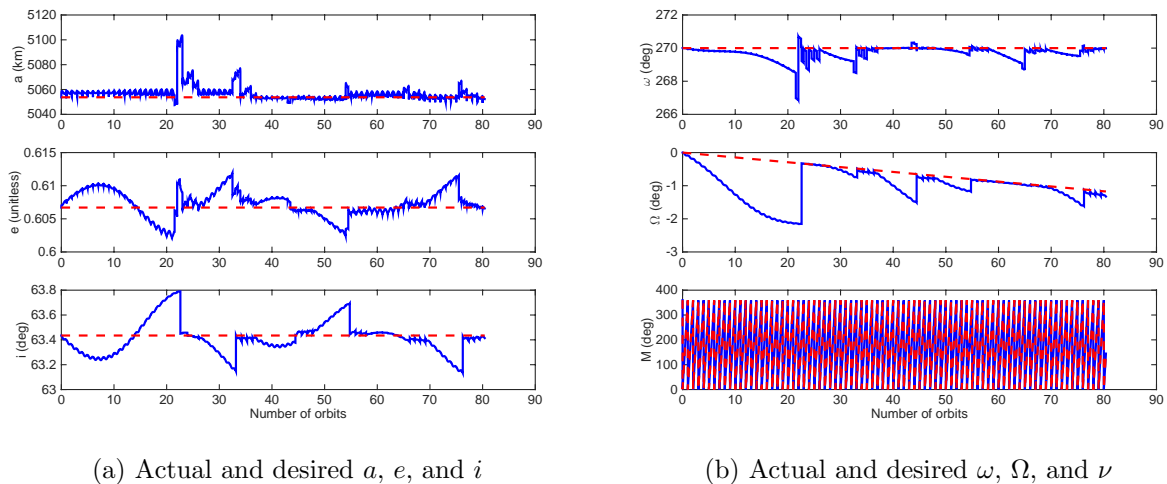 5120
5100
5080
5060
5040
a (km)
0 10 20 30 40 50 60 70 80 90
0.615
0.61
0.605
0.6
e (unitless)
0 10 20 30 40 50 60 70 80 90
63.8
63.6
63.4
63.2
63
i (deg)
0 10 20 30 40 50 60 70 80 90
Number of orbits
(a) Actual and desired a, e, and i
272
270
268
266
ω (deg)
0 10 20 30 40 50 60 70 80 90
0
-1
-2
-3
Ω (deg)
0 10 20 30 40 50 60 70 80 90
400
300
200
100
0
M (deg)
0 10 20 30 40 50 60 70 80 90
Number of orbits
(b) Actual and desired ω, Ω, and ν